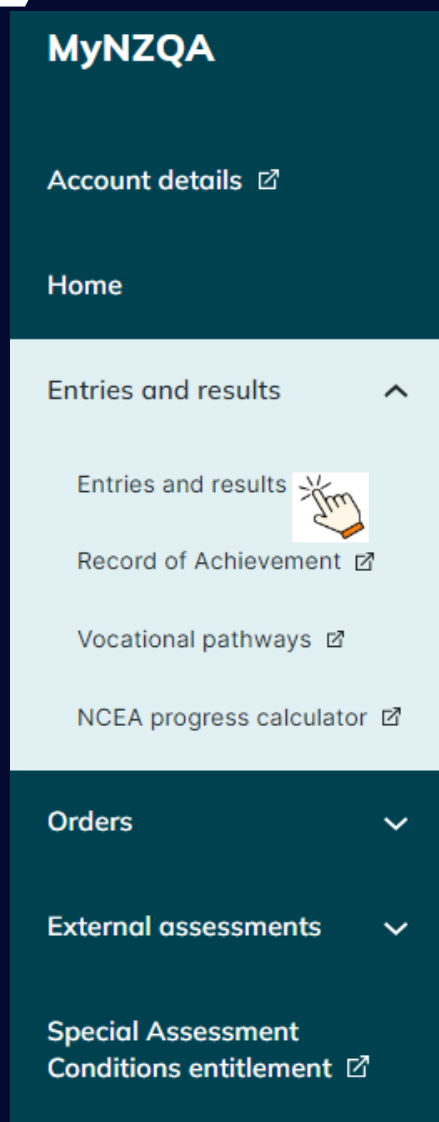 MyNZQA
Account details
Home
Entries and results
Entries and results
Record of Achievement
Vocational pathways
NCEA progress calculator
Orders
External assessments
Special Assessment
Conditions entitlement